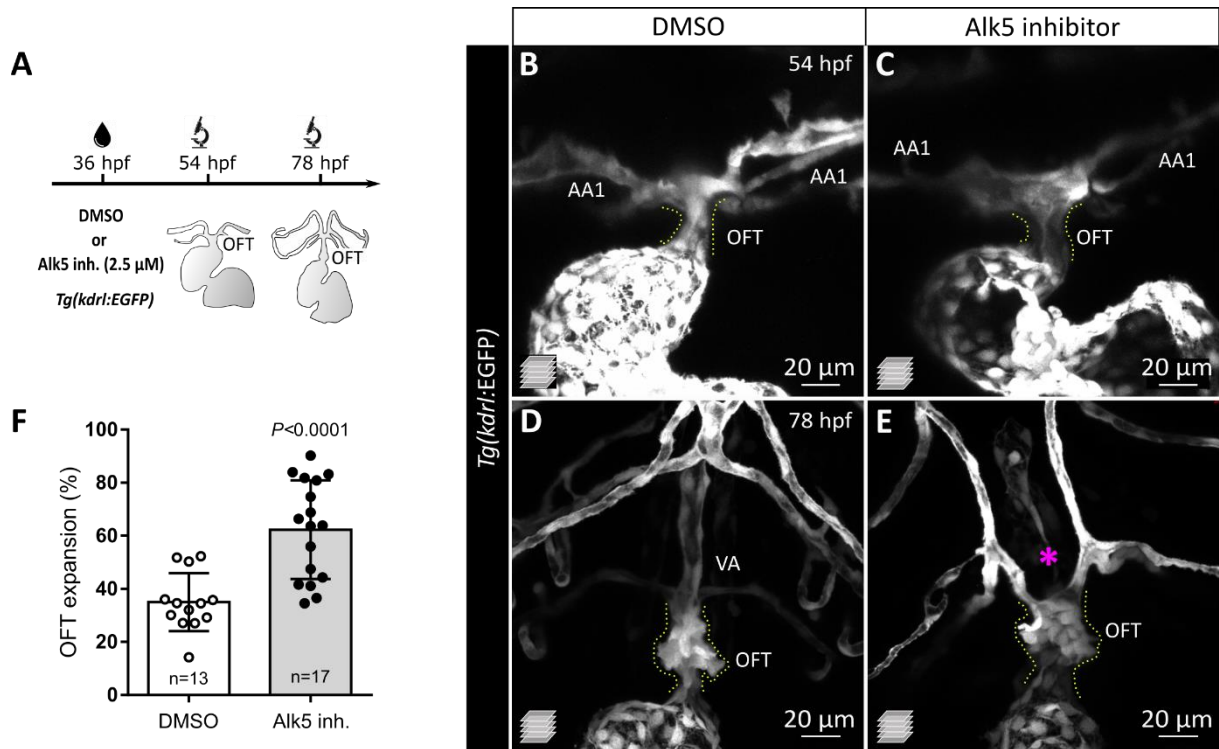 A
36 hpf 54 hpf 78 hpf
DMSO
or
Alk5 inh. (2.5 µM)
Tg(kdrl:EGFP)
OFT
OFT
DMSO
Alk5 inhibitor
Tg(kdrl:EGFP)
B
54 hpf
AA1
AA1
OFT
20 µm
C
AA1
AA1
OFT
20 µm
D
78 hpf
VA
OFT
20 µm
E
*
OFT
20 µm
F
OFT expansion (%)
100
80
60
40
20
0
P<0.0001
n=13
n=17
DMSO
Alk5 inh.